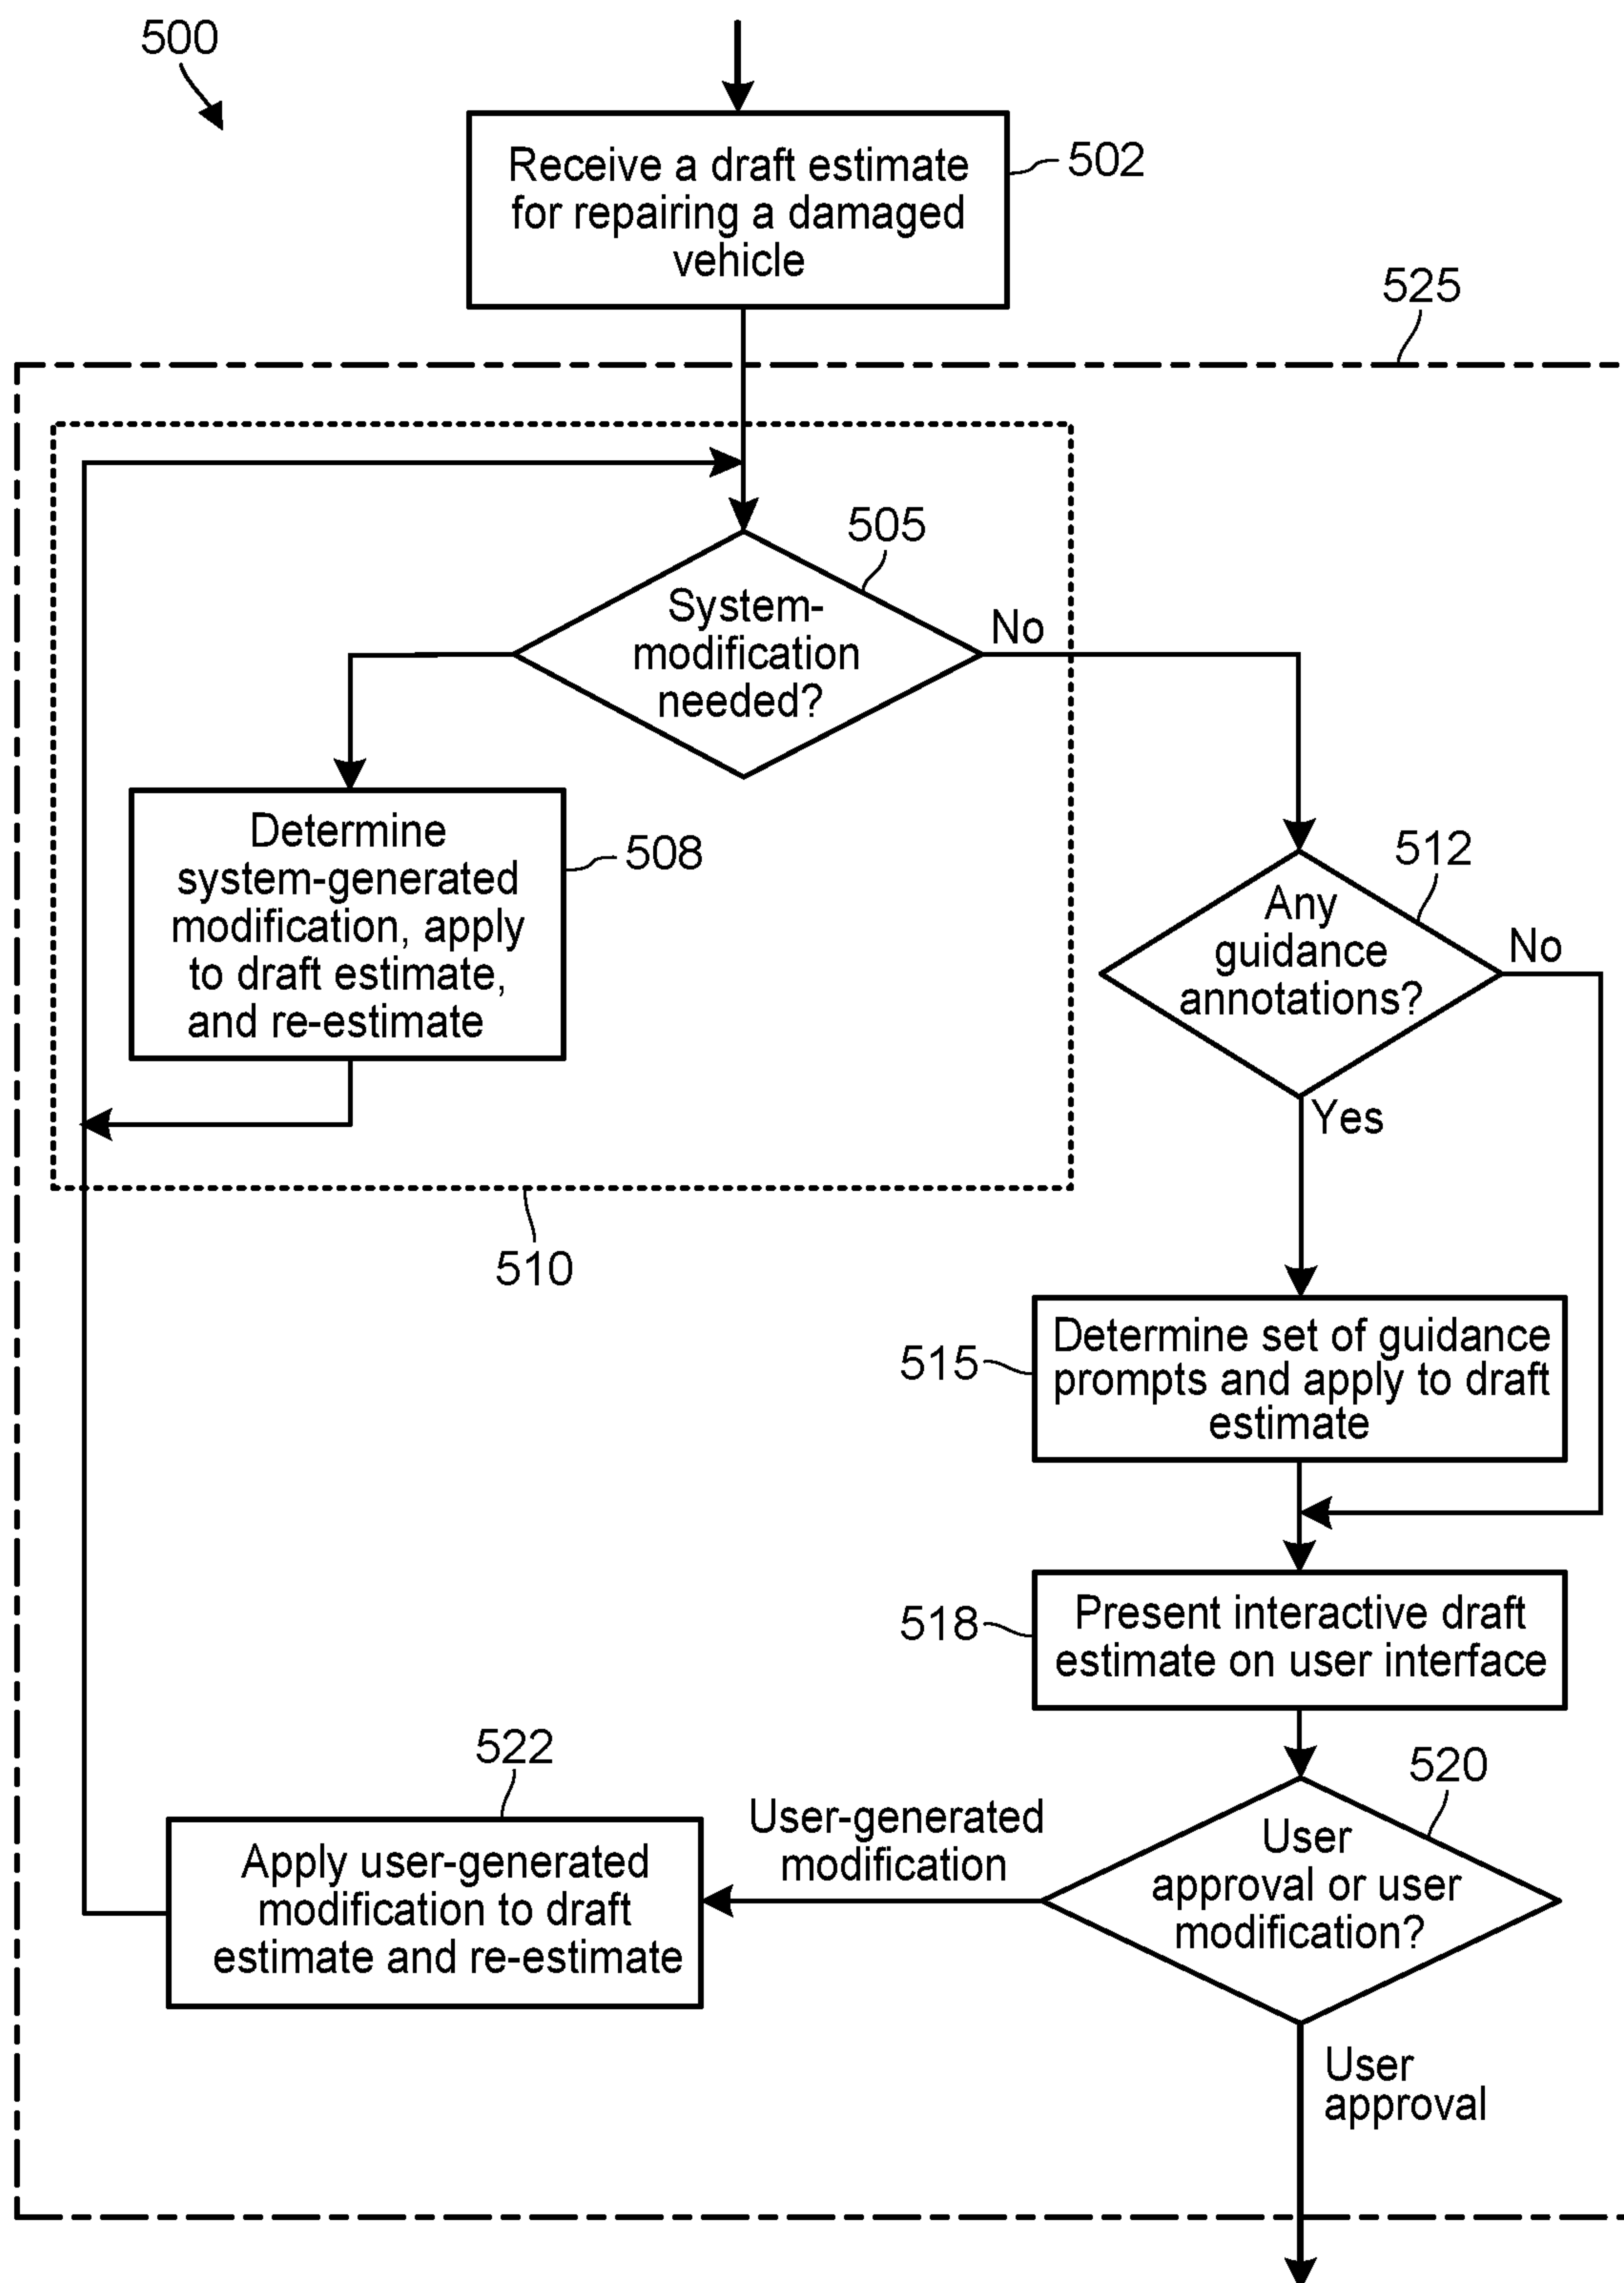 500
Receive a draft estimate
for repairing a damaged
vehicle
502
525
505
System-
modification
needed?
No
Determine
system-generated
modification, apply
to draft estimate,
and re-estimate
508
512
Any
guidance
annotations?
No
Yes
510
515
Determine set of guidance
prompts and apply to draft
estimate
518
Present interactive draft
estimate on user interface
520
User
approval or user
modification?
User-generated
modification
522
Apply user-generated
modification to draft
estimate and re-estimate
User
approval